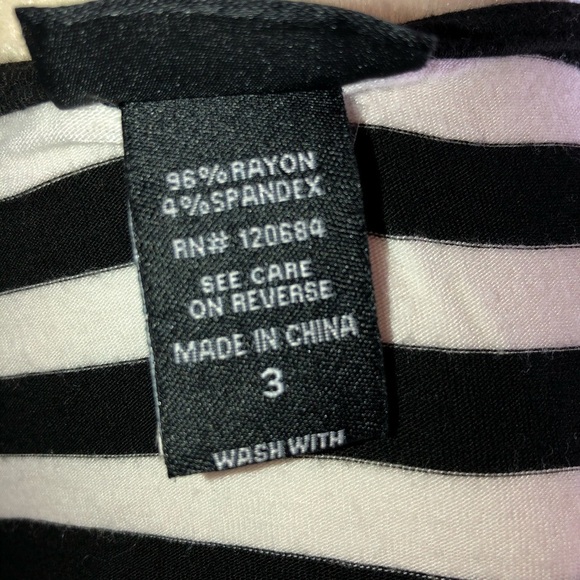 96% RAYON
4% SPANDEX
RN# 120684
SEE CARE
ON REVERSE
MADE IN CHINA
3
WASH WITH